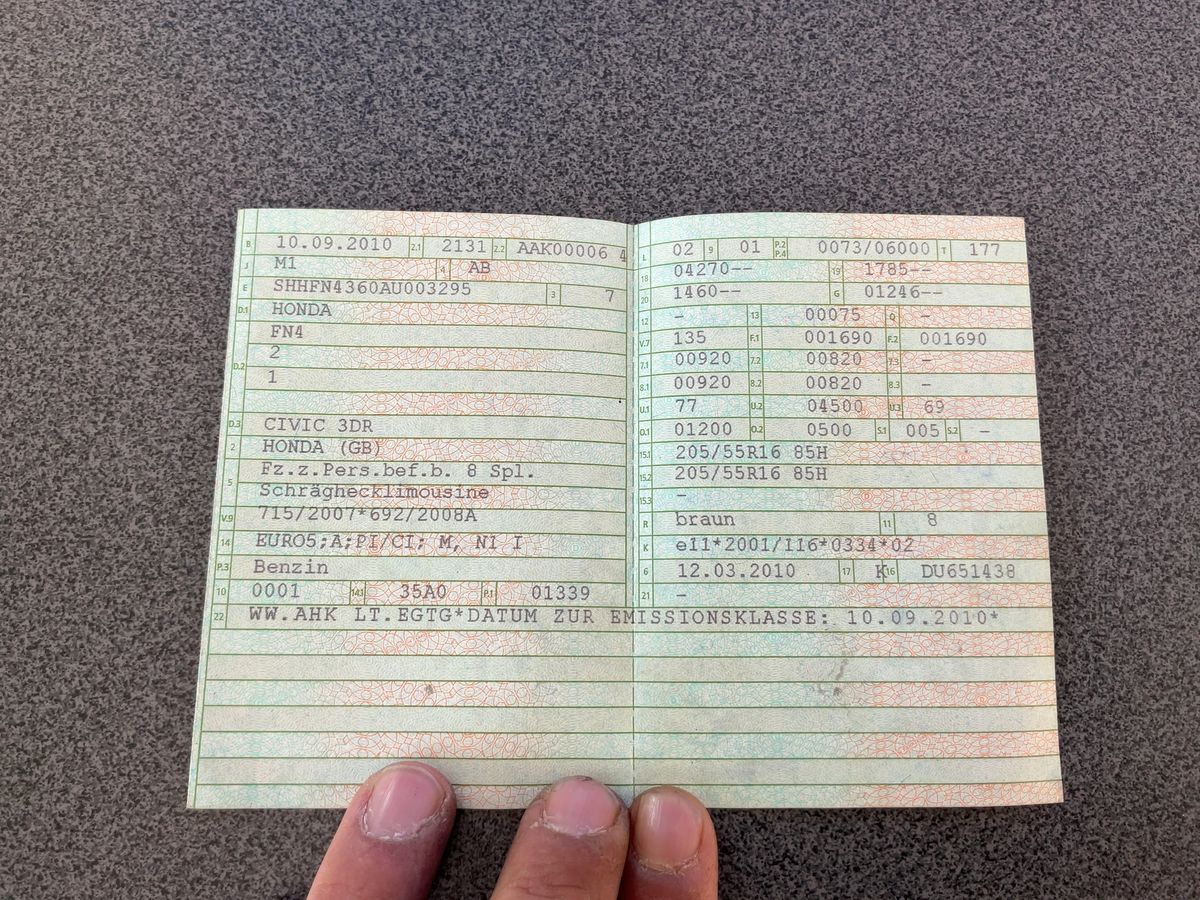 B 10.09.2010 2.1 2131 2.2 AAK00006 4
J M1 4 AB
E SHHFN4360AU003295 3 7
D.1 HONDA
FN4
D.2 2
1
D.3 CIVIC 3DR
2 HONDA (GB)
5 Fz.z.Pers.bef.b. 8 Spl.
Schräghecklimousine
V.9 715/2007*692/2008A
14 EURO5;A;PI/CI; M, N1 I
P.3 Benzin
10 0001 14.1 35A0 P.1 01339
L 02 9 01 P.2 P.4 0073/06000 T 177
18 04270-- 19 1785--
20 1460-- G 01246--
12 - 13 00075 Q -
V.7 135 F.1 001690 F.2 001690
7.1 00920 7.2 00820 7.3 -
8.1 00920 8.2 00820 8.3 -
U.1 77 U.2 04500 U.3 69
O.1 01200 O.2 0500 S.1 005 S.2 -
15.1 205/55R16 85H
15.2 205/55R16 85H
15.3 -
R braun 11 8
K e11*2001/116*0334*02
6 12.03.2010 17 K 16 DU651438
21 -
22 WW.AHK LT.EGTG*DATUM ZUR EMISSIONSKLASSE: 10.09.2010*